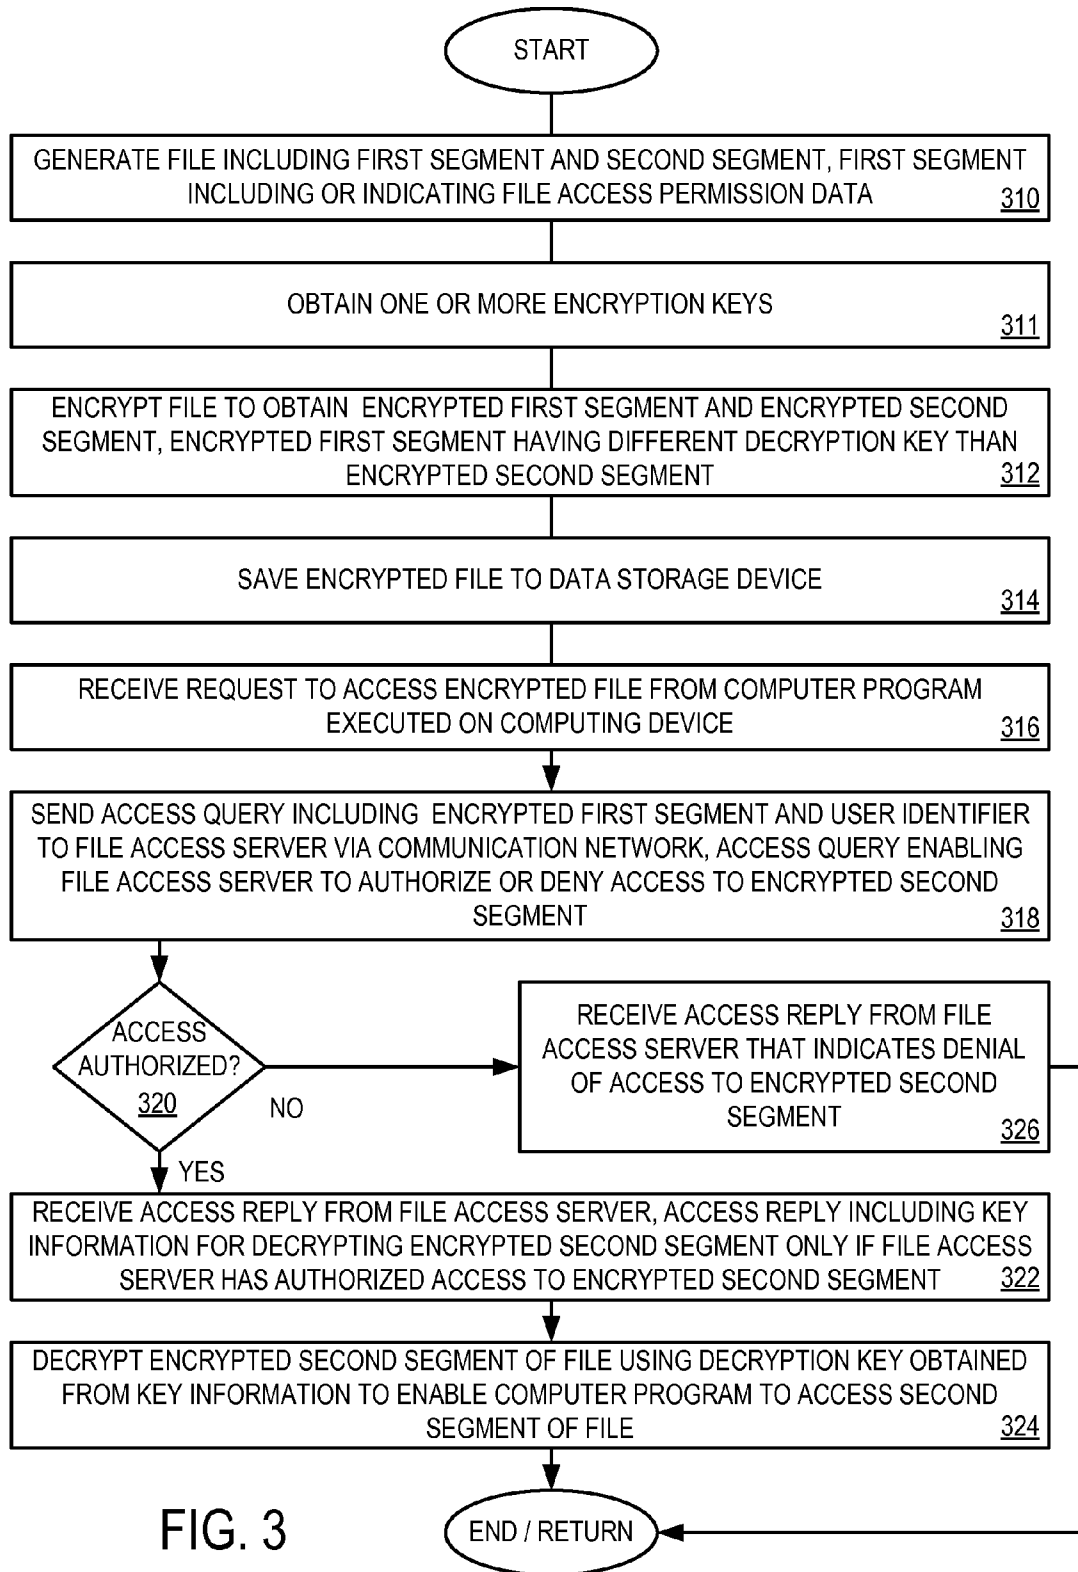 START
GENERATE FILE INCLUDING FIRST SEGMENT AND SECOND SEGMENT, FIRST SEGMENT
INCLUDING OR INDICATING FILE ACCESS PERMISSION DATA
310
OBTAIN ONE OR MORE ENCRYPTION KEYS
311
ENCRYPT FILE TO OBTAIN ENCRYPTED FIRST SEGMENT AND ENCRYPTED SECOND
SEGMENT, ENCRYPTED FIRST SEGMENT HAVING DIFFERENT DECRYPTION KEY THAN
ENCRYPTED SECOND SEGMENT
312
SAVE ENCRYPTED FILE TO DATA STORAGE DEVICE
314
RECEIVE REQUEST TO ACCESS ENCRYPTED FILE FROM COMPUTER PROGRAM
EXECUTED ON COMPUTING DEVICE
316
SEND ACCESS QUERY INCLUDING ENCRYPTED FIRST SEGMENT AND USER IDENTIFIER
TO FILE ACCESS SERVER VIA COMMUNICATION NETWORK, ACCESS QUERY ENABLING
FILE ACCESS SERVER TO AUTHORIZE OR DENY ACCESS TO ENCRYPTED SECOND
SEGMENT
318
ACCESS
AUTHORIZED?
320
NO
YES
RECEIVE ACCESS REPLY FROM FILE
ACCESS SERVER THAT INDICATES DENIAL
OF ACCESS TO ENCRYPTED SECOND
SEGMENT
326
RECEIVE ACCESS REPLY FROM FILE ACCESS SERVER, ACCESS REPLY INCLUDING KEY
INFORMATION FOR DECRYPTING ENCRYPTED SECOND SEGMENT ONLY IF FILE ACCESS
SERVER HAS AUTHORIZED ACCESS TO ENCRYPTED SECOND SEGMENT
322
DECRYPT ENCRYPTED SECOND SEGMENT OF FILE USING DECRYPTION KEY OBTAINED
FROM KEY INFORMATION TO ENABLE COMPUTER PROGRAM TO ACCESS SECOND
SEGMENT OF FILE
324
END / RETURN
FIG. 3